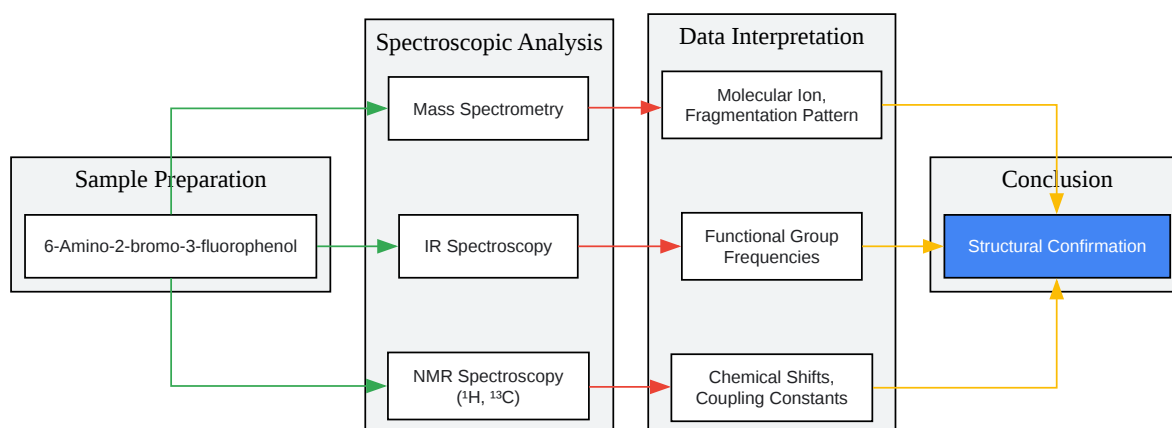 Sample Preparation
6-Amino-2-bromo-3-fluorophenol
Spectroscopic Analysis
Mass Spectrometry
IR Spectroscopy
NMR Spectroscopy
(¹H, ¹³C)
Data Interpretation
Molecular Ion,
Fragmentation Pattern
Functional Group
Frequencies
Chemical Shifts,
Coupling Constants
Conclusion
Structural Confirmation